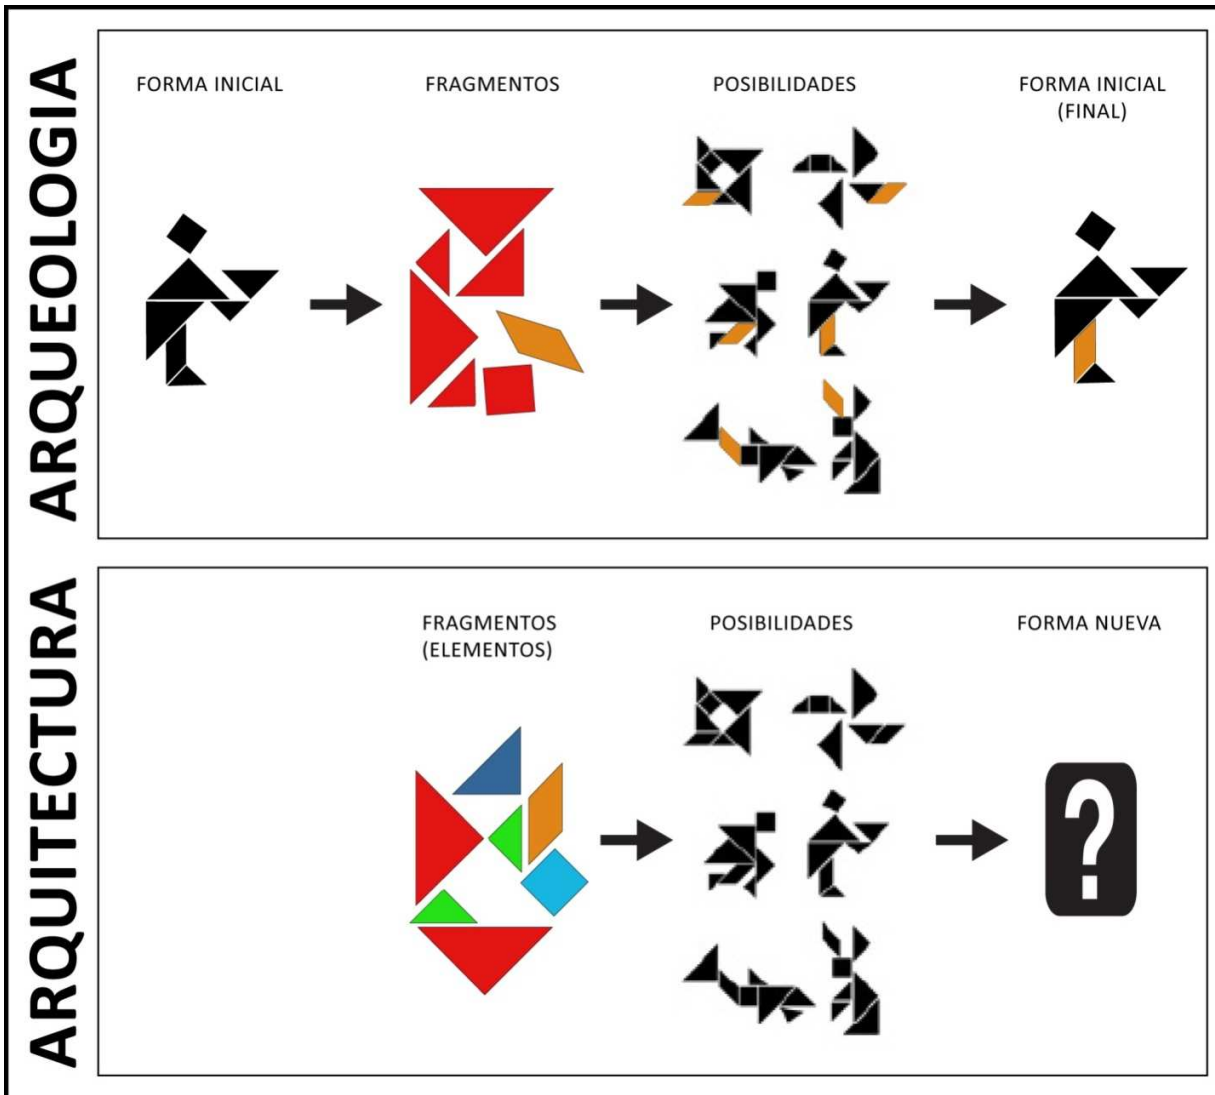 ARQUEOLOGIA
FORMA INICIAL
FRAGMENTOS
POSIBILIDADES
FORMA INICIAL
(FINAL)
ARQUITECTURA
FRAGMENTOS
(ELEMENTOS)
POSIBILIDADES
FORMA NUEVA
?